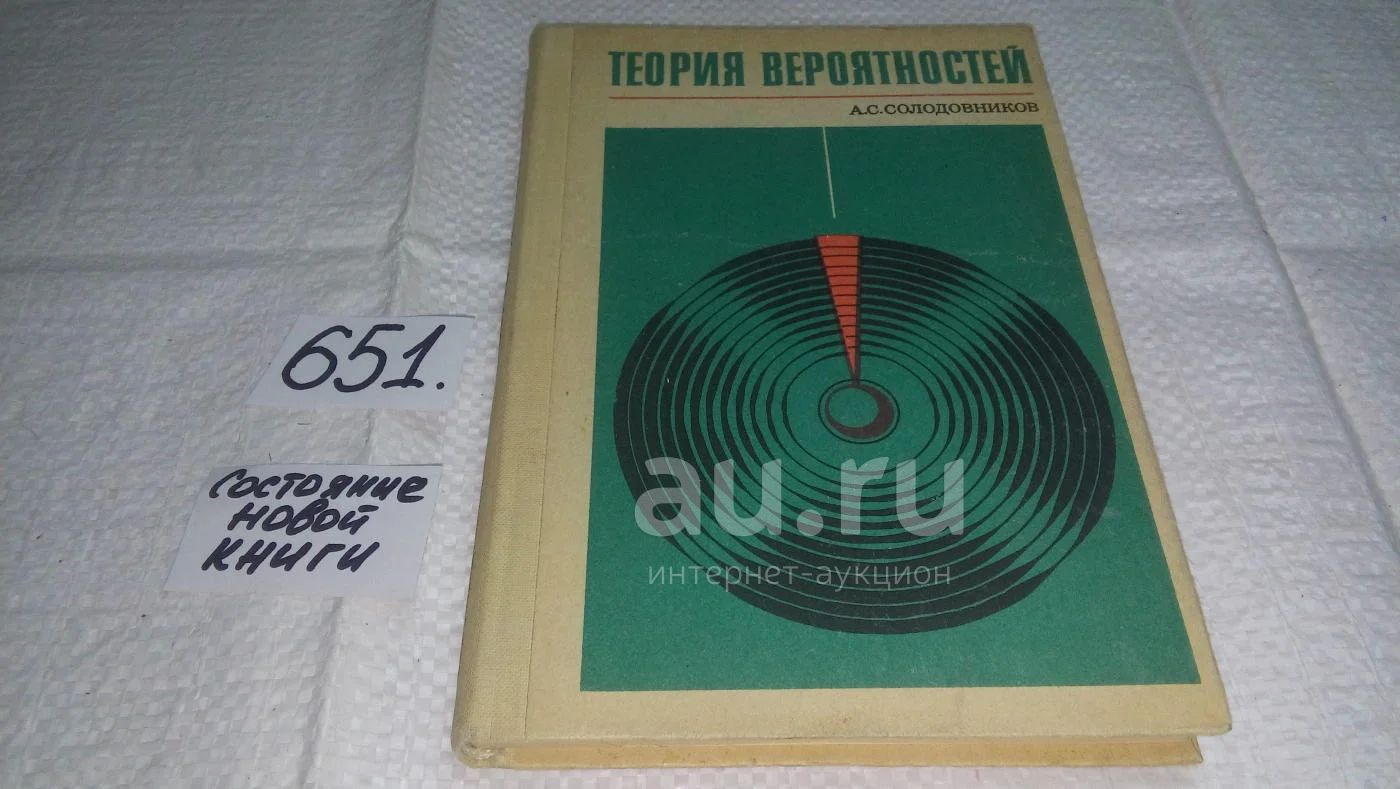 ТЕОРИЯ ВЕРОЯТНОСТЕЙ
А.С.СОЛОДОВНИКОВ
651.
состояние
новой
книги
au.ru
интернет-аукцион